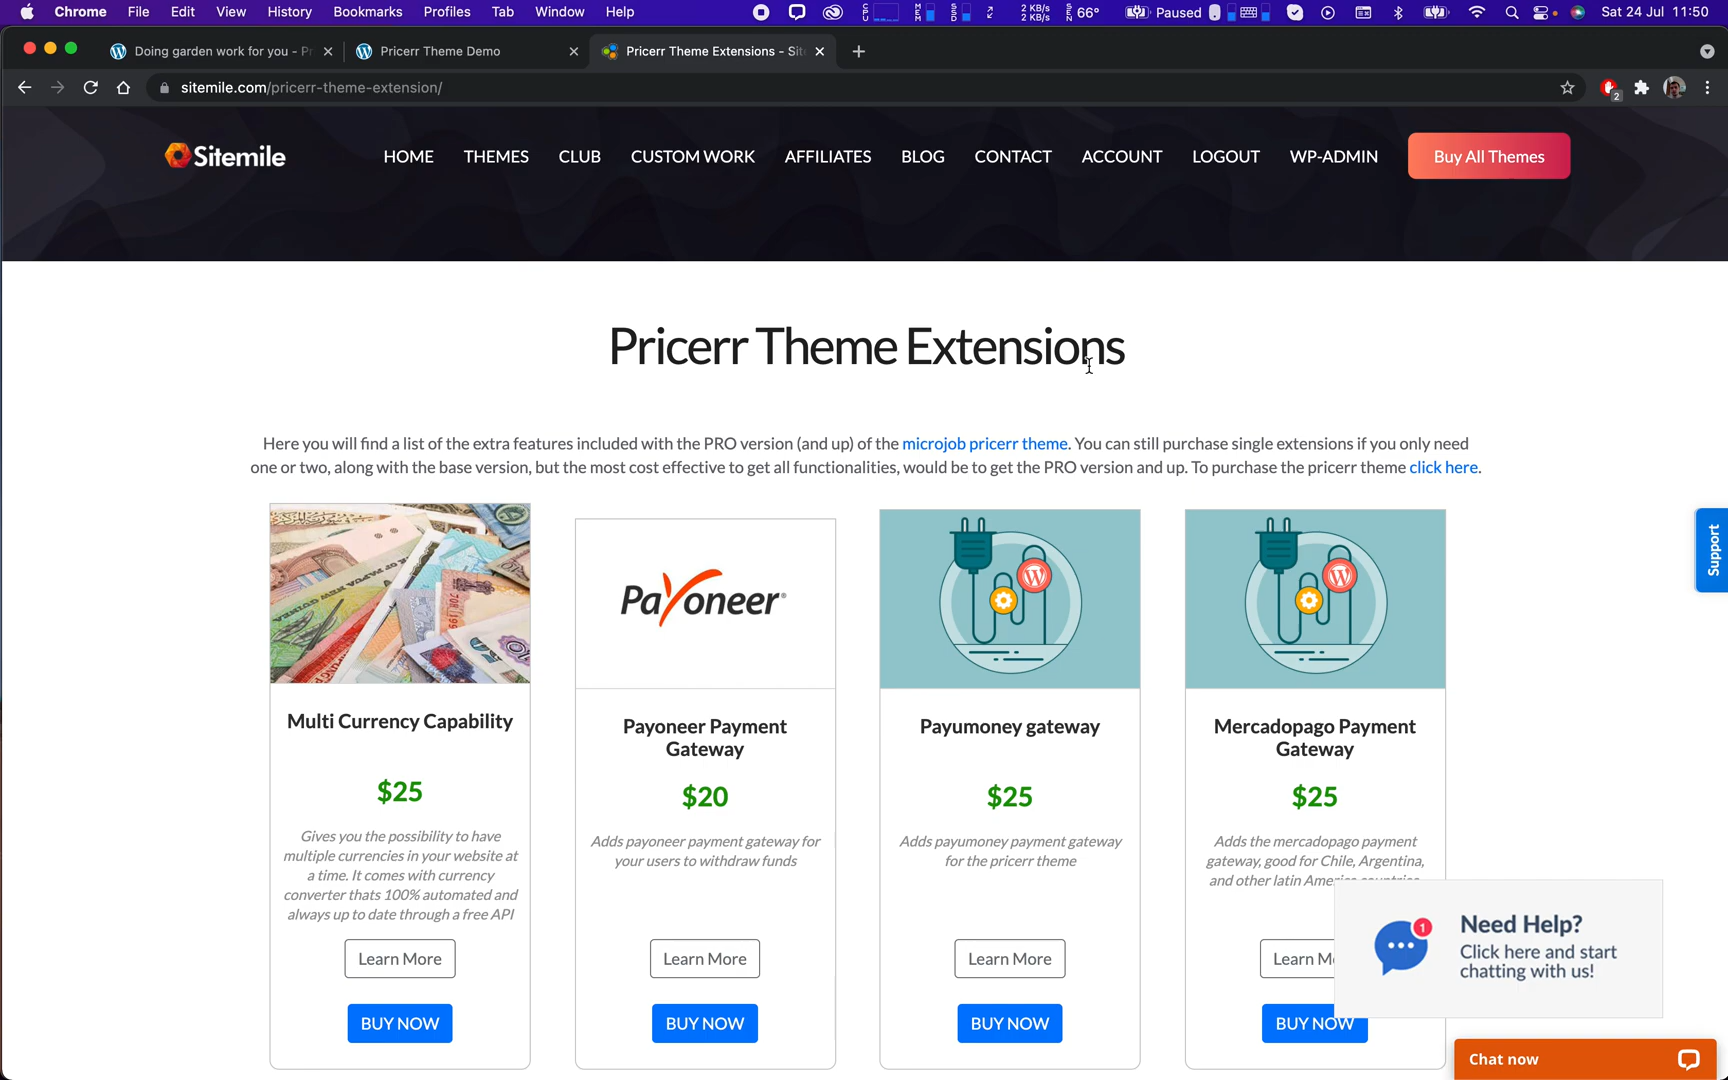 Chrome File Edit View History Bookmarks Profiles Tab Window Help 2 KB/s 2 KB/s 66° Paused Sat 24 Jul 11:50
Doing garden work for you - Pr Pricerr Theme Demo Pricerr Theme Extensions - Site
sitemile.com/pricerr-theme-extension/ 2
Sitemile HOME THEMES CLUB CUSTOM WORK AFFILIATES BLOG CONTACT ACCOUNT LOGOUT WP-ADMIN Buy All Themes
Pricerr Theme Extensions
Here you will find a list of the extra features included with the PRO version (and up) of the microjob pricerr theme. You can still purchase single extensions if you only need
one or two, along with the base version, but the most cost effective to get all functionalities, would be to get the PRO version and up. To purchase the pricerr theme click here.
Support
Payoneer
Multi Currency Capability
$25
Gives you the possibility to have
multiple currencies in your website at
a time. It comes with currency
converter thats 100% automated and
always up to date through a free API
Learn More
BUY NOW
Payoneer Payment
Gateway
$20
Adds payoneer payment gateway for
your users to withdraw funds
Learn More
BUY NOW
Payumoney gateway
$25
Adds payumoney payment gateway
for the pricerr theme
Learn More
BUY NOW
Mercadopago Payment
Gateway
$25
Adds the mercadopago payment
gateway, good for Chile, Argentina,
and other latin America countries
Learn Mo
BUY NOW
1
Need Help?
Click here and start
chatting with us!
Chat now